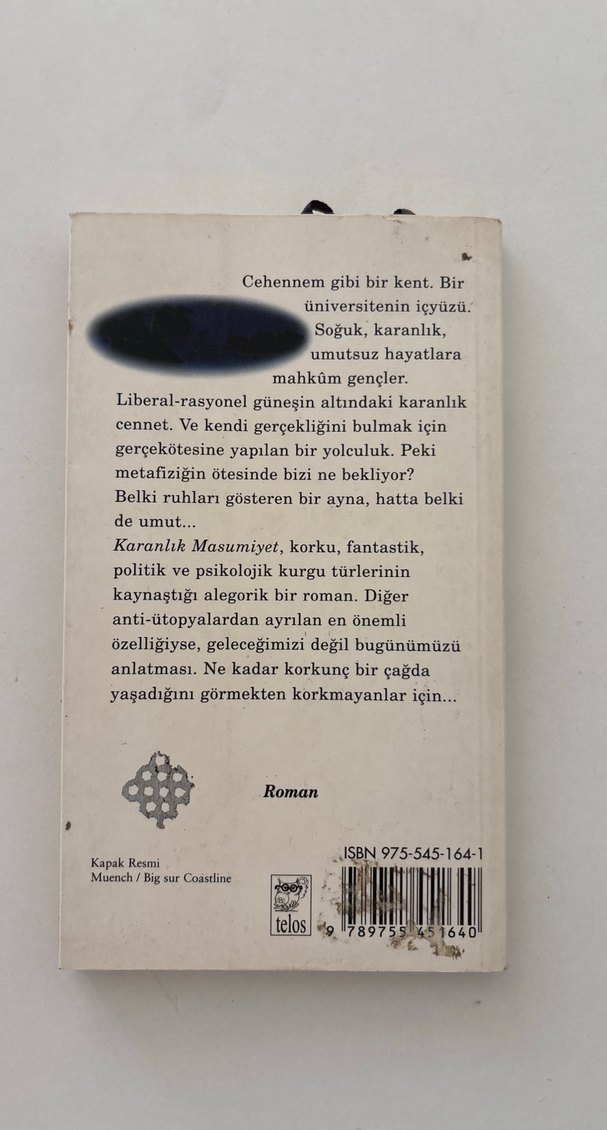 Cehennem gibi bir kent. Bir
üniversitenin içyüzü.
Soğuk, karanlık,
umutsuz hayatlara
mahkûm gençler.
Liberal-rasyonel güneşin altındaki karanlık
cennet. Ve kendi gerçekliğini bulmak için
gerçekötesine yapılan bir yolculuk. Peki
metafiziğin ötesinde bizi ne bekliyor?
Belki ruhları gösteren bir ayna, hatta belki
de umut...
Karanlık Masumiyet, korku, fantastik,
politik ve psikolojik kurgu türlerinin
kaynaştığı alegorik bir roman. Diğer
anti-ütopyalardan ayrılan en önemli
özelliğiyse, geleceğimizi değil bugünümüzü
anlatması. Ne kadar korkunç bir çağda
yaşadığını görmekten korkmayanlar için...
Roman
ISBN 975-545-164-1
Kapak Resmi
Muench / Big sur Coastline
telos
9 789755 451640